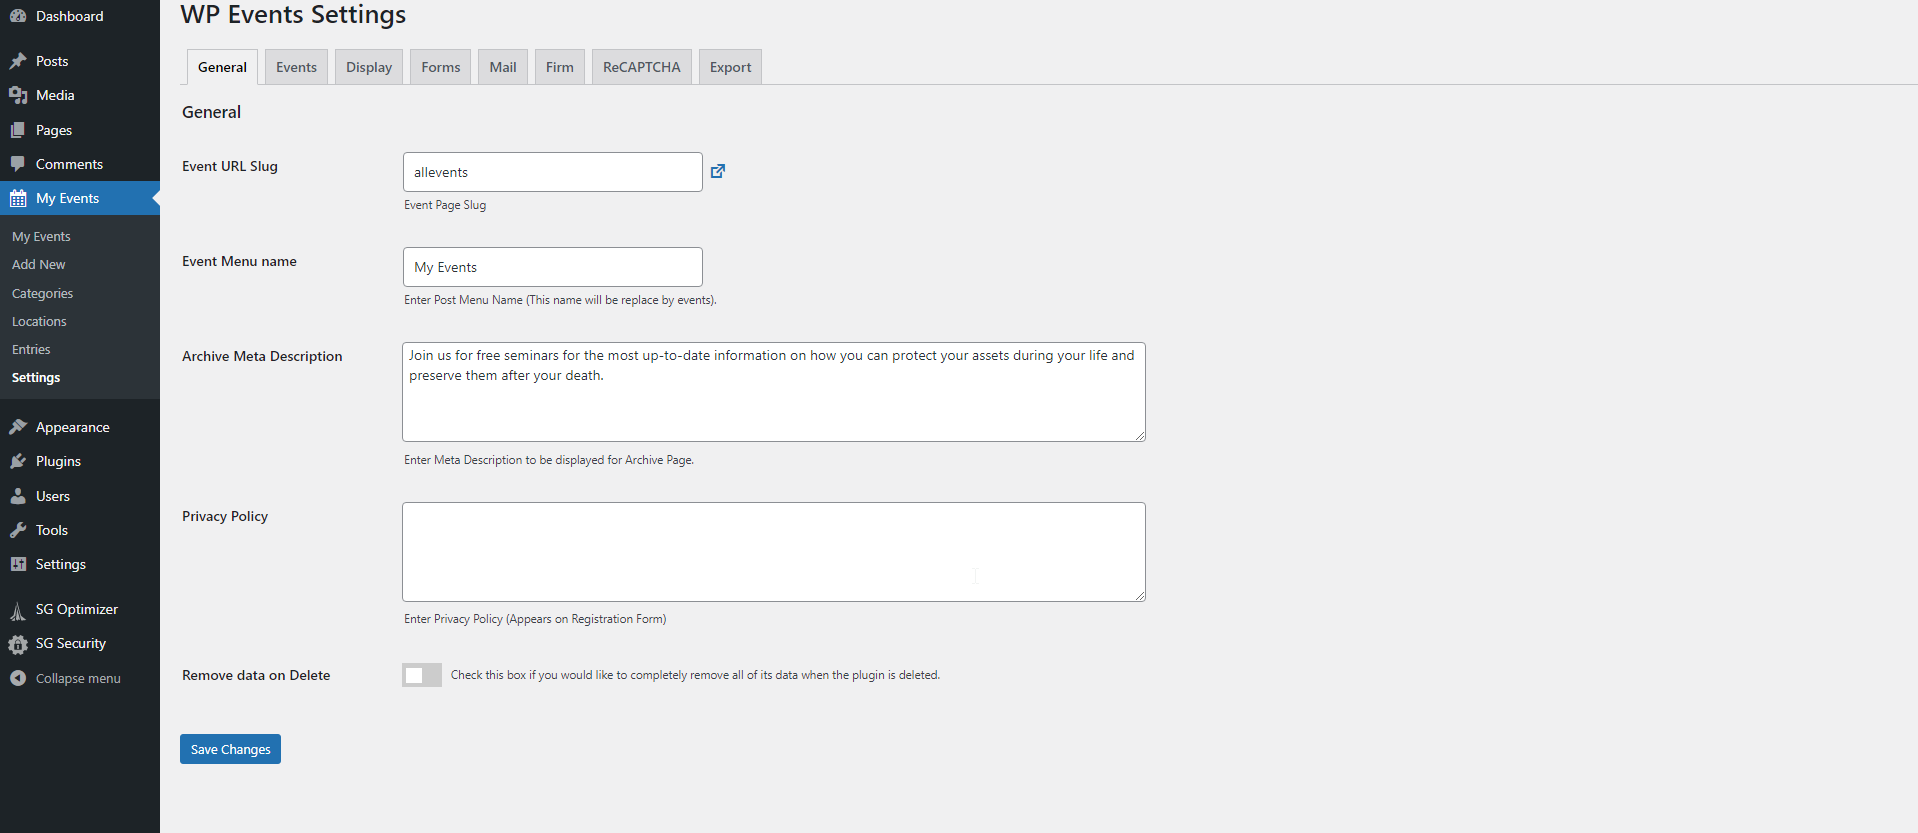 Dashboard
Posts
Media
Pages
Comments
My Events
My Events
Add New
Categories
Locations
Entries
Settings
Appearance
Plugins
Users
Tools
Settings
SG Optimizer
SG Security
Collapse menu
WP Events Settings
General Events Display Forms Mail Firm ReCAPTCHA Export
General
Event URL Slug
allevents
Event Page Slug
Event Menu name
My Events
Enter Post Menu Name (This name will be replace by events).
Archive Meta Description
Join us for free seminars for the most up-to-date information on how you can protect your assets during your life and
preserve them after your death.
Enter Meta Description to be displayed for Archive Page.
Privacy Policy
Enter Privacy Policy (Appears on Registration Form)
Remove data on Delete
Check this box if you would like to completely remove all of its data when the plugin is deleted.
Save Changes